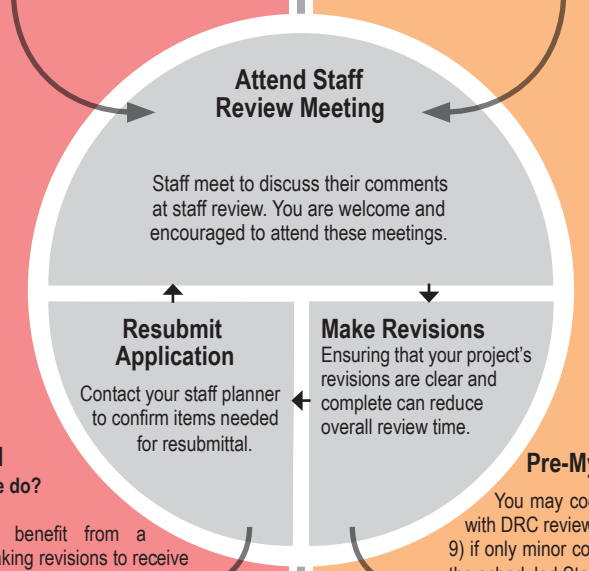 Attend Staff
Review Meeting
Staff meet to discuss their comments
at staff review. You are welcome and
encouraged to attend these meetings.
Resubmit
Application
Contact your staff planner
to confirm items needed
for resubmittal.
Make Revisions
Ensuring that your project's
revisions are clear and
complete can reduce
overall review time.
do?
benefit from a
revisions to receive
You may
with DRC review
9) if only minor